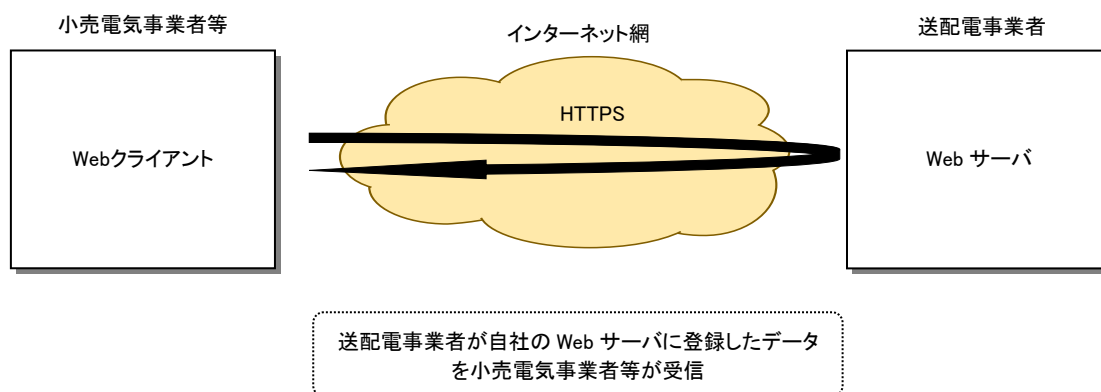 小売電気事業者等
インターネット網
送配電事業者
HTTPS
Webクライアント
Web サーバ
送配電事業者が自社の Web サーバに登録したデータ
を小売電気事業者等が受信